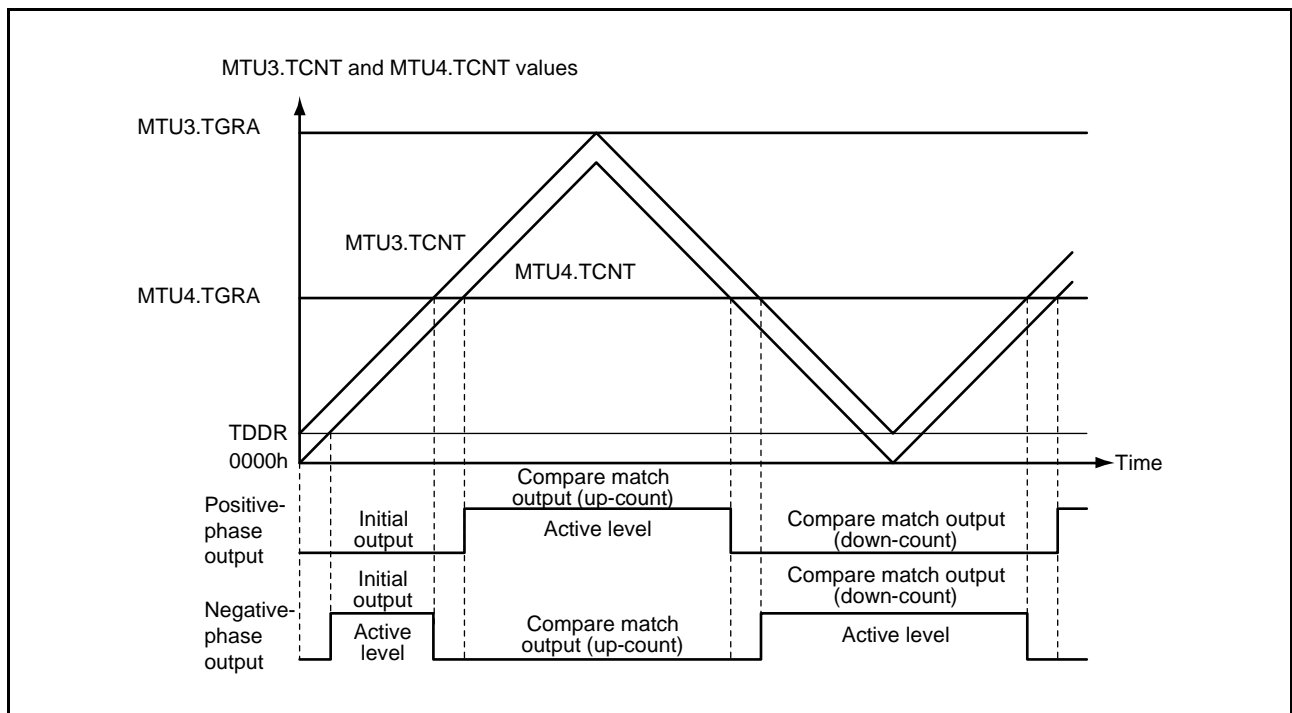 MTU3.TCNT and MTU4.TCNT values
MTU3.TGRA
MTU3.TCNT
MTU4.TCNT
MTU4.TGRA
TDDR
0000h
Time
Positive-
phase
output
Initial
output
Compare match
output (up-count)
Active level
Compare match output
(down-count)
Negative-
phase
output
Initial
output
Active
level
Compare match
output (up-count)
Compare match output
(down-count)
Active level